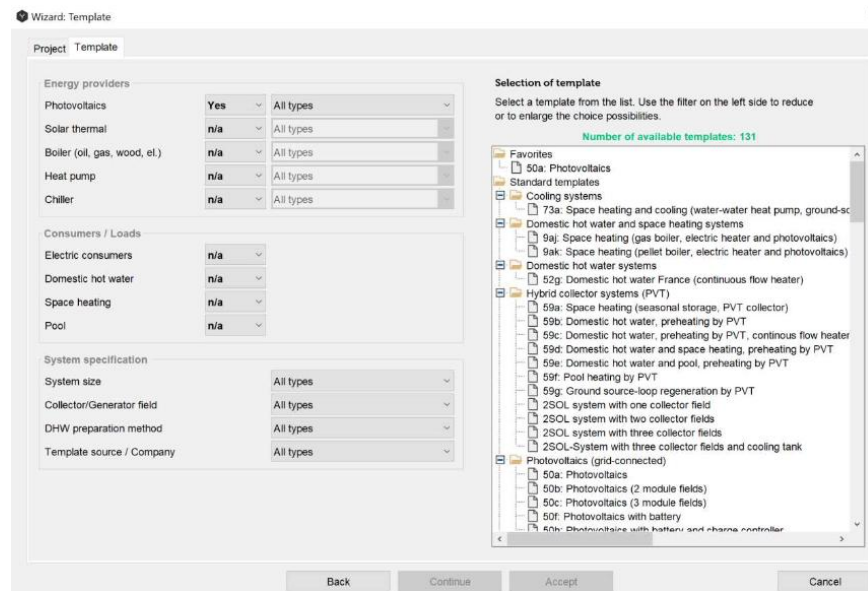 Wizard: Template
Project Template
Energy providers
Photovoltaics Yes All types
Solar thermal n/a All types
Boiler (oil, gas, wood, el.) n/a All types
Heat pump n/a All types
Chiller n/a All types
Consumers / Loads
Electric consumers n/a
Domestic hot water n/a
Space heating n/a
Pool n/a
System specification
System size All types
Collector/Generator field All types
DHW preparation method All types
Template source / Company All types
Selection of template
Select a template from the list. Use the filter on the left side to reduce
or to enlarge the choice possibilities.
Number of available templates: 131
Favorites
50a: Photovoltaics
Standard templates
Cooling systems
73a: Space heating and cooling (water-water heat pump, ground-sc
Domestic hot water and space heating systems
9aj: Space heating (gas boiler, electric heater and photovoltaics)
9ak: Space heating (pellet boiler, electric heater and photovoltaics)
Domestic hot water systems
52g: Domestic hot water France (continuous flow heater)
Hybrid collector systems (PVT)
59a: Space heating (seasonal storage, PVT collector)
59b: Domestic hot water, preheating by PVT
59c: Domestic hot water, preheating by PVT, continous flow heater
59d: Domestic hot water and space heating, preheating by PVT
59e: Domestic hot water and pool, preheating by PVT
59f: Pool heating by PVT
59g: Ground source-loop regeneration by PVT
2SOL system with one collector field
2SOL system with two collector fields
2SOL system with three collector fields
2SOL-System with three collector fields and cooling tank
Photovoltaics (grid-connected)
50a: Photovoltaics
50b: Photovoltaics (2 module fields)
50c: Photovoltaics (3 module fields)
50f: Photovoltaics with battery
50h: Photovoltaics with battery and charge controller
Back Continue Accept Cancel